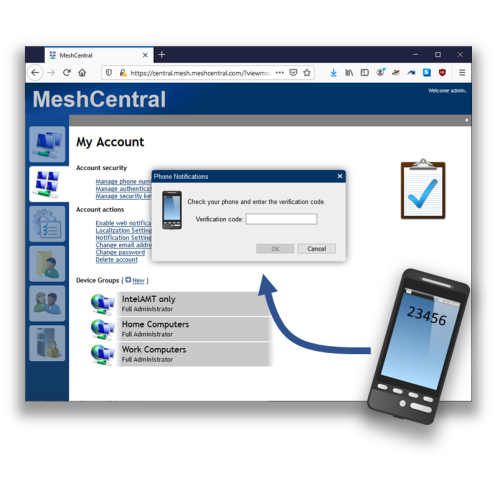 MeshCentral
https://central.mesh.meshcentral.com/?viewmo
MeshCentral
Welcome admin.
My Account
Account security
Manage phone num
Manage authenticat
Manage security key
Account actions
Enable web notifica
Localization Setting
Notification Setting
Change email addre
Change password
Delete account
Phone Notifications
Check your phone and enter the verification code.
Verification code:
OK
Cancel
Device Groups ( New )
IntelAMT only
Full Administrator
Home Computers
Full Administrator
Work Computers
Full Administrator
23456